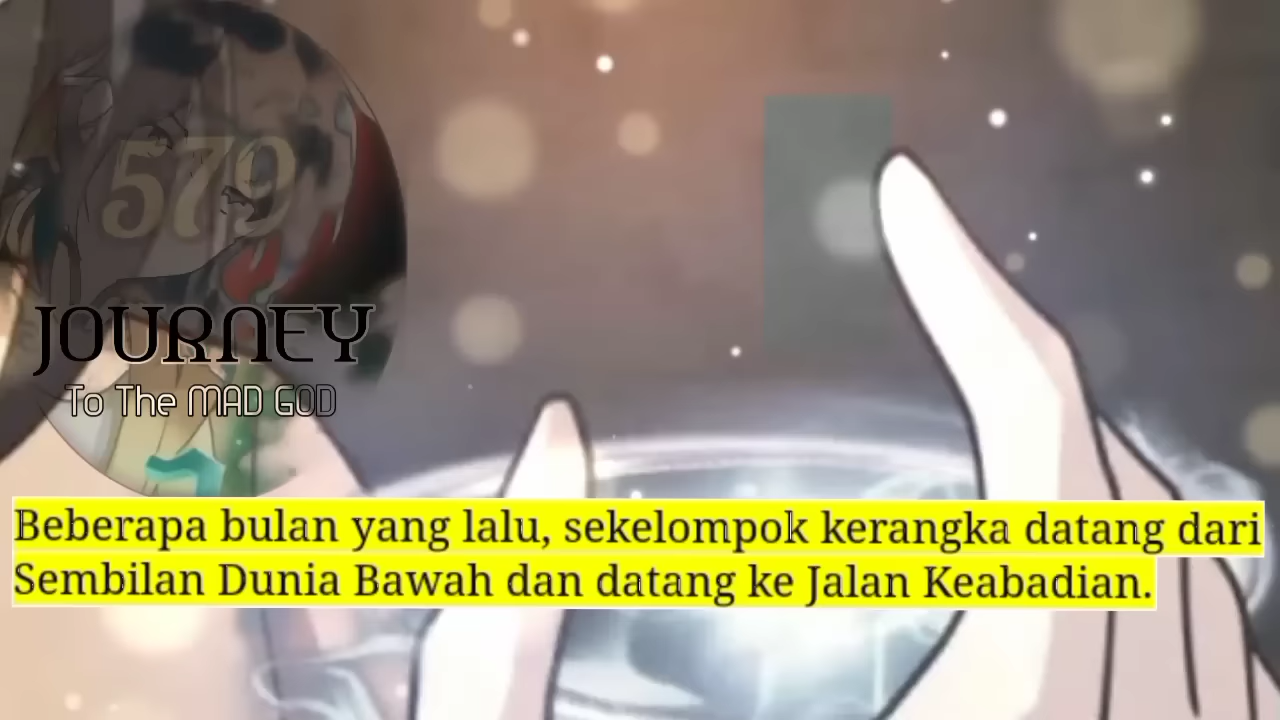 579
JOURNEY
To The MAD GOD
Beberapa bulan yang lalu, sekelompok kerangka datang dari
Sembilan Dunia Bawah dan datang ke Jalan Keabadian.